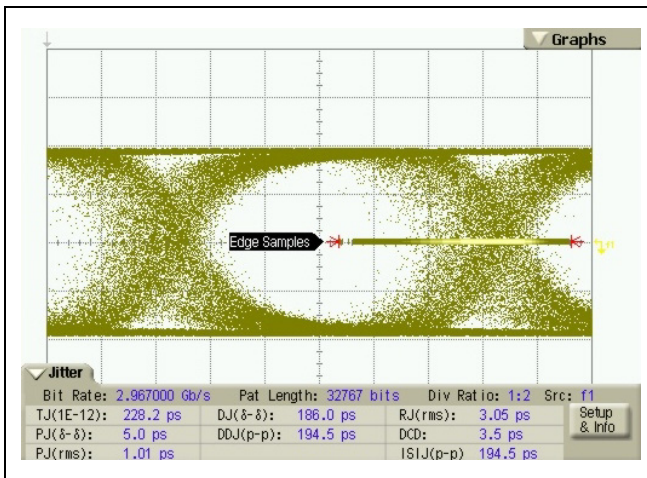 Graphs
Edge Samples
f1
Jitter
Bit Rate: 2.967000 Gb/s Pat Length: 32767 bits Div Ratio: 1:2 Src: f1
TJ(1E-12): 228.2 ps DJ(δ-δ): 186.0 ps RJ(rms): 3.05 ps Setup & Info
PJ(δ-δ): 5.0 ps DDJ(p-p): 194.5 ps DCD: 3.5 ps
PJ(rms): 1.01 ps ISIJ(p-p) 194.5 ps